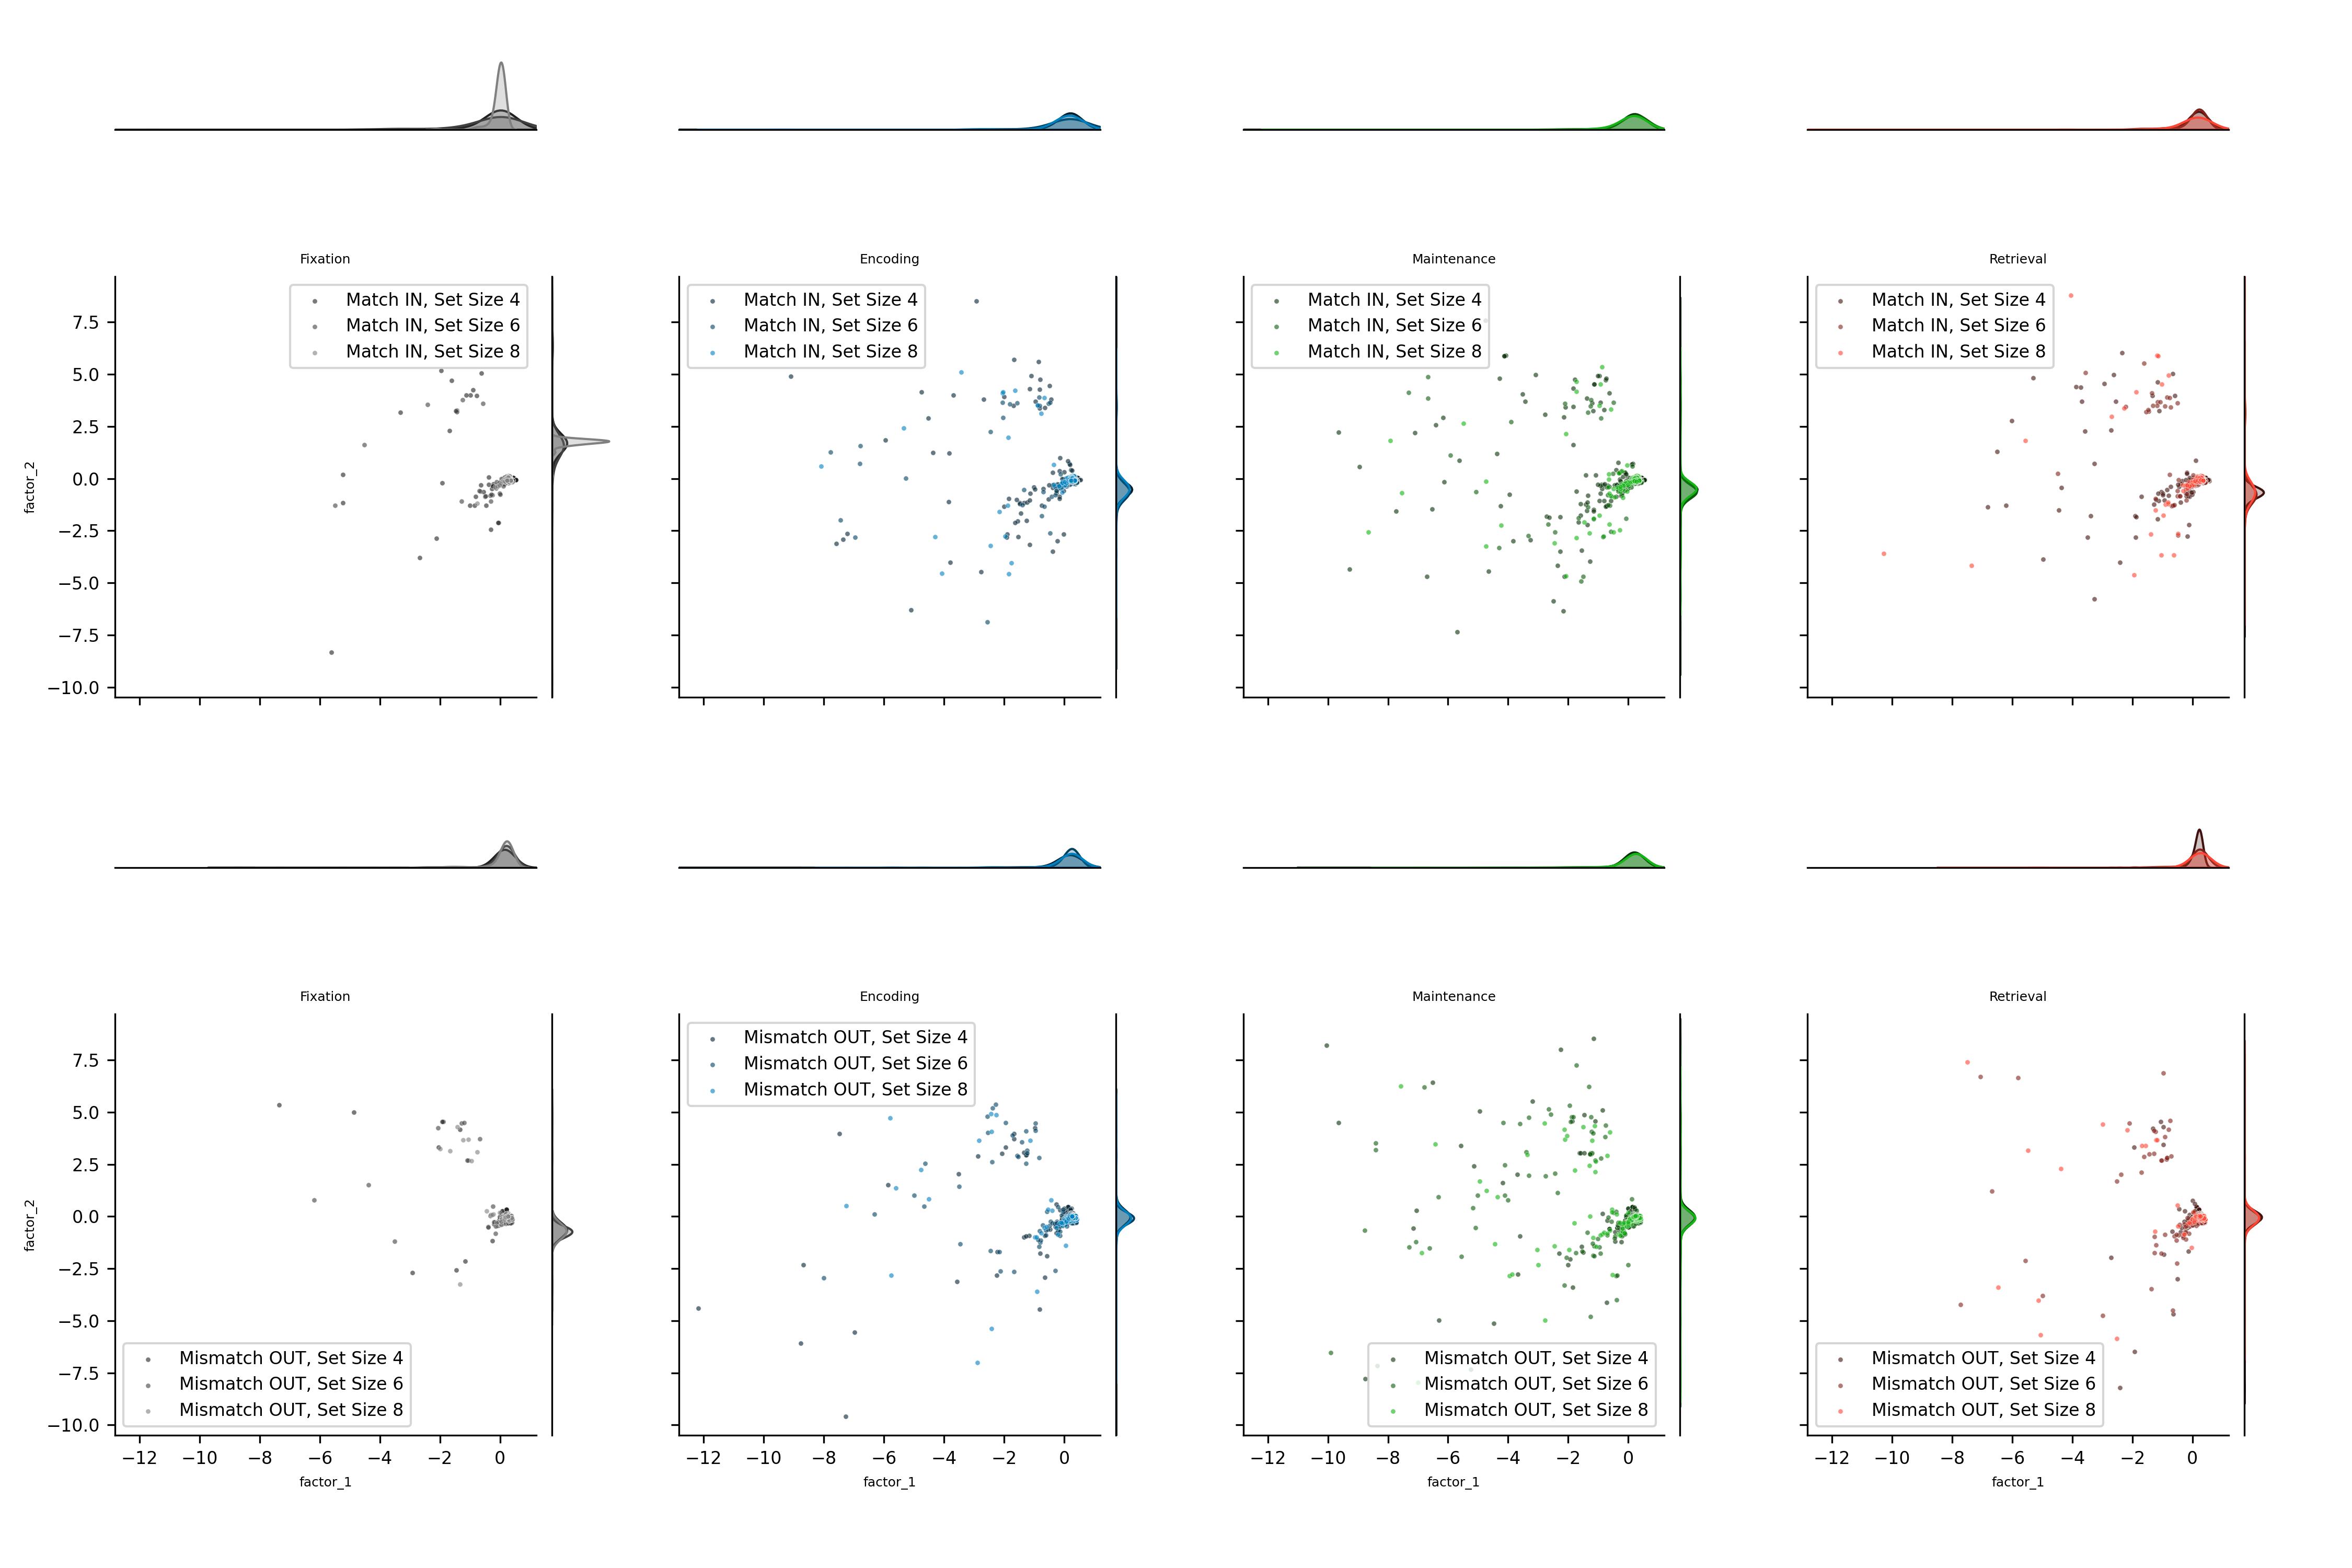 Fixation
Encoding
Maintenance
Retrieval
Match IN, Set Size 4
Match IN, Set Size 6
Match IN, Set Size 8
Match IN, Set Size 4
Match IN, Set Size 6
Match IN, Set Size 8
Match IN, Set Size 4
Match IN, Set Size 6
Match IN, Set Size 8
Match IN, Set Size 4
Match IN, Set Size 6
Match IN, Set Size 8
factor_2
7.5
5.0
2.5
0.0
−2.5
−5.0
−7.5
−10.0
Fixation
Encoding
Maintenance
Retrieval
Mismatch OUT, Set Size 4
Mismatch OUT, Set Size 6
Mismatch OUT, Set Size 8
factor_2
7.5
5.0
2.5
0.0
−2.5
−5.0
−7.5
−10.0
Mismatch OUT, Set Size 4
Mismatch OUT, Set Size 6
Mismatch OUT, Set Size 8
Mismatch OUT, Set Size 4
Mismatch OUT, Set Size 6
Mismatch OUT, Set Size 8
Mismatch OUT, Set Size 4
Mismatch OUT, Set Size 6
Mismatch OUT, Set Size 8
−12 −10 −8 −6 −4 −2 0
−12 −10 −8 −6 −4 −2 0
−12 −10 −8 −6 −4 −2 0
−12 −10 −8 −6 −4 −2 0
factor_1
factor_1
factor_1
factor_1